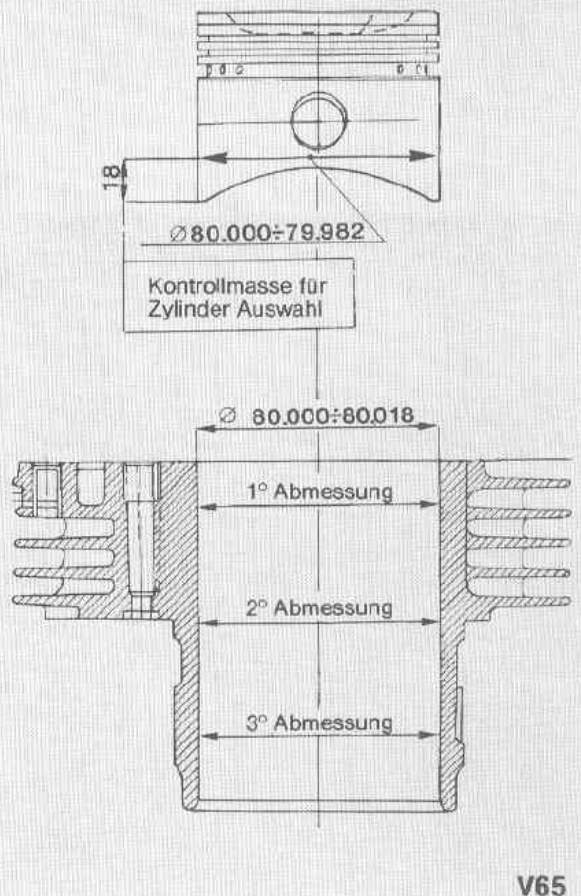 18
Ø 80.000÷79.982
Kontrollmasse für
Zylinder Auswahl
Ø 80.000÷80.018
1° Abmessung
2° Abmessung
3° Abmessung
V65